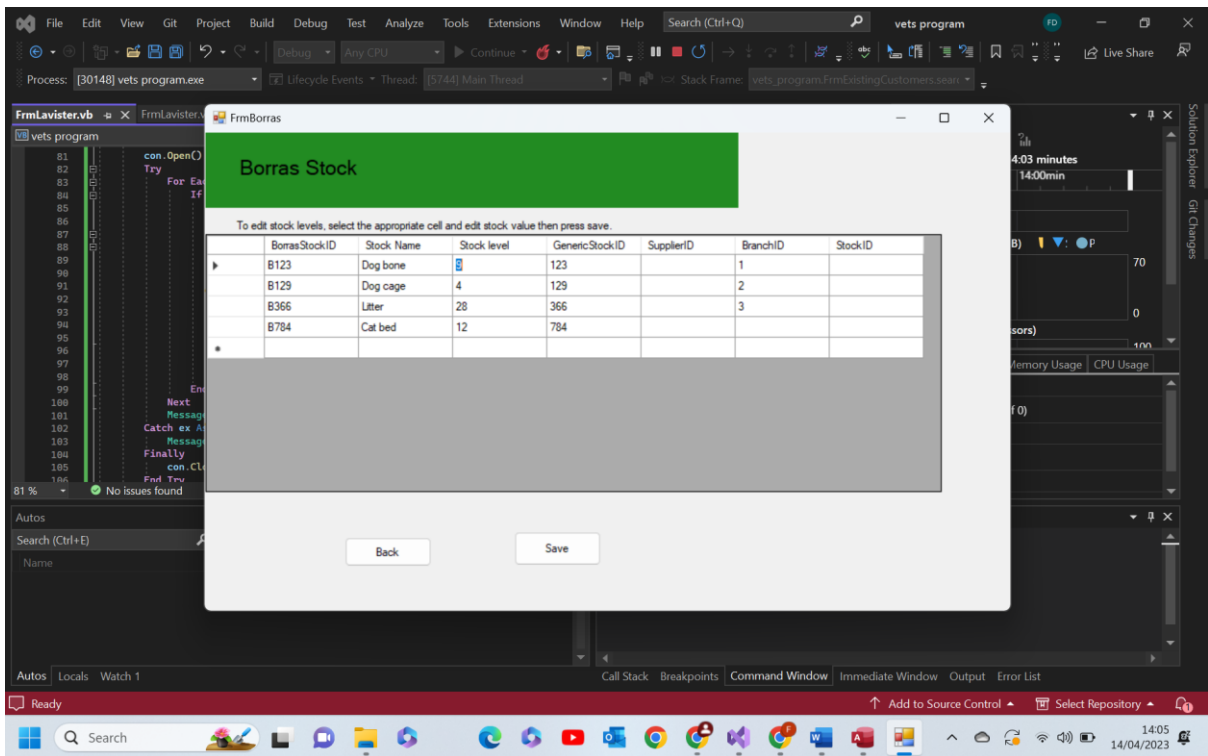 File Edit View Git Project Build Debug Test Analyze Tools Extensions Window Help Search (Ctrl+Q) vets program FD
Debug Any CPU Continue Live Share
Process: [30148] vets program.exe Lifecycle Events Thread: [5744] Main Thread Stack Frame: vets_program.FrmExistingCustomers.sean
FrmLavister.vb FrmLavister.v
vets program
81 con.Open()
82 Try
83 For Ea
84 If
85
86
87
88
89
90
91
92
93
94
95
96
97
98
99 En
100 Next
101 Messag
102 Catch ex A
103 Messag
104 Finally
105 con.Cl
106 End Try
81 % No issues found
FrmBorras
Borras Stock
To edit stock levels, select the appropriate cell and edit stock value then press save.
BorrasStockID Stock Name Stock level GenericStockID SupplierID BranchID StockID
B123 Dog bone 9 123 1
B129 Dog cage 4 129 2
B366 Litter 28 366 3
B784 Cat bed 12 784
*
Back Save
4:03 minutes
14:00min
B) P
70
0
sors)
100
Memory Usage CPU Usage
f 0)
Solution Explorer
Git Changes
Autos
Search (Ctrl+E)
Name
Autos Locals Watch 1
Call Stack Breakpoints Command Window Immediate Window Output Error List
Ready Add to Source Control Select Repository
Search
14:05
14/04/2023